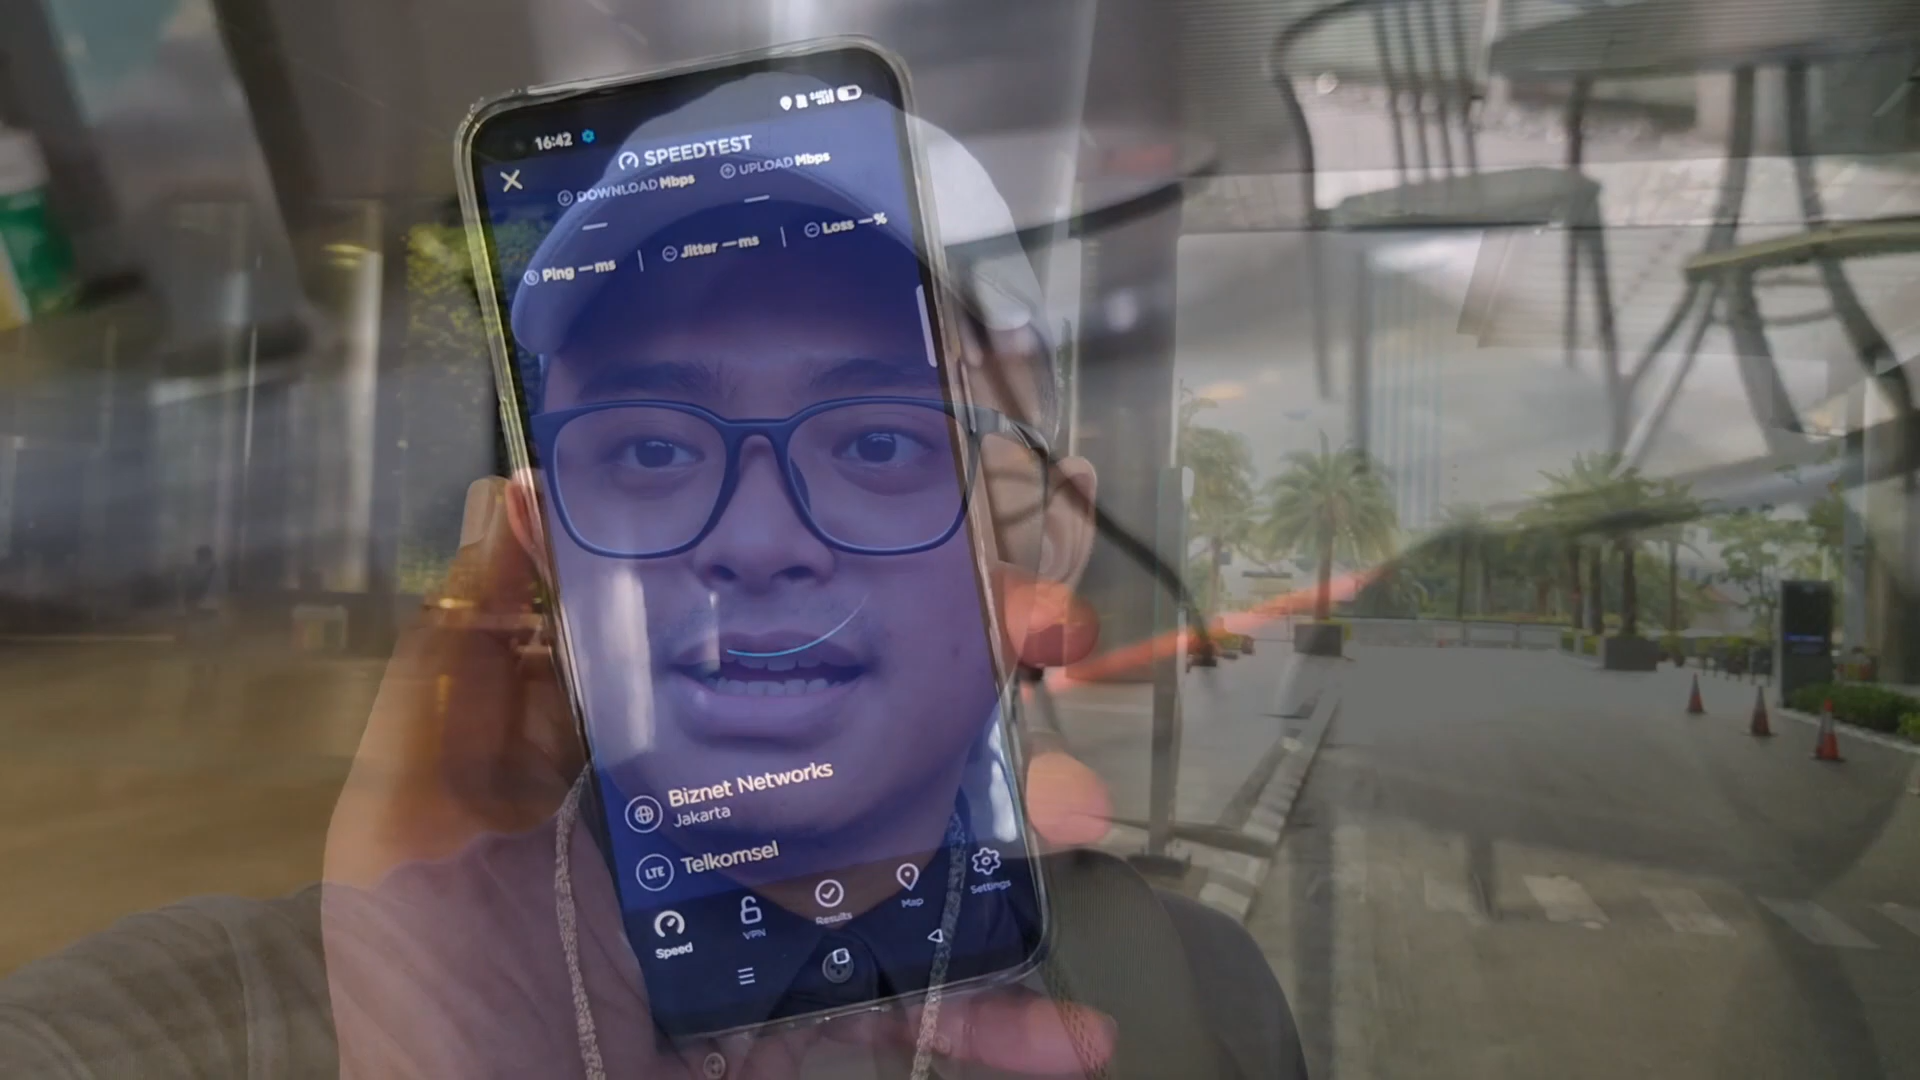 16:42
SPEEDTEST
DOWNLOAD Mbps
UPLOAD Mbps
Ping — ms
Jitter — ms
Loss — %
Biznet Networks
Jakarta
LTE
Telkomsel
Speed
VPN
Results
Map
Settings